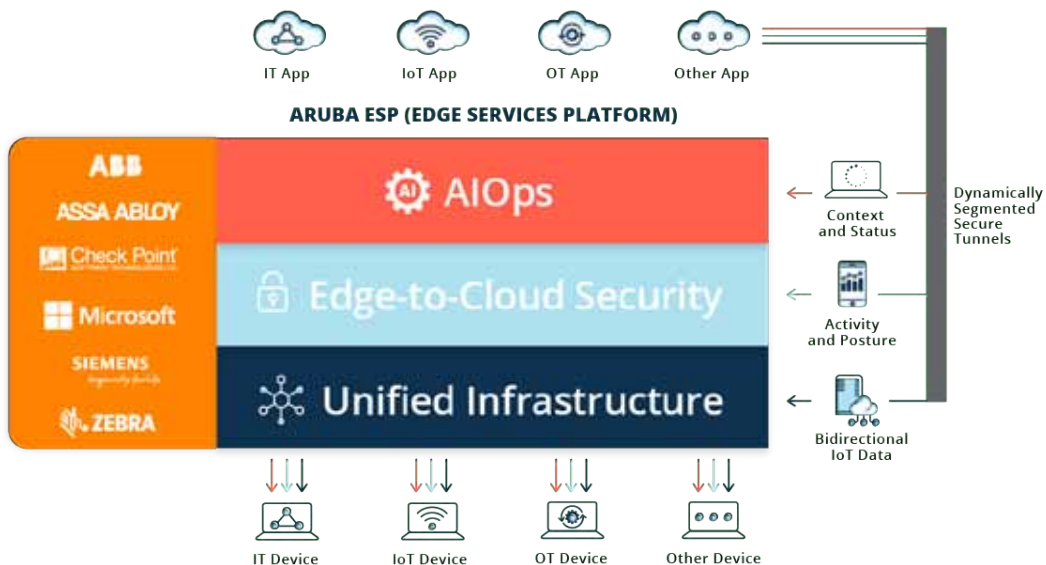 IT App
IoT App
OT App
Other App
ARUBA ESP (EDGE SERVICES PLATFORM)
ABB
ASSA ABLOY
Check Point
Microsoft
SIEMENS
ZEBRA
AI
AIOps
Edge-to-Cloud Security
Unified Infrastructure
Context
and Status
Activity
and Posture
Bidirectional
IoT Data
Dynamically
Segmented
Secure
Tunnels
IT Device
IoT Device
OT Device
Other Device